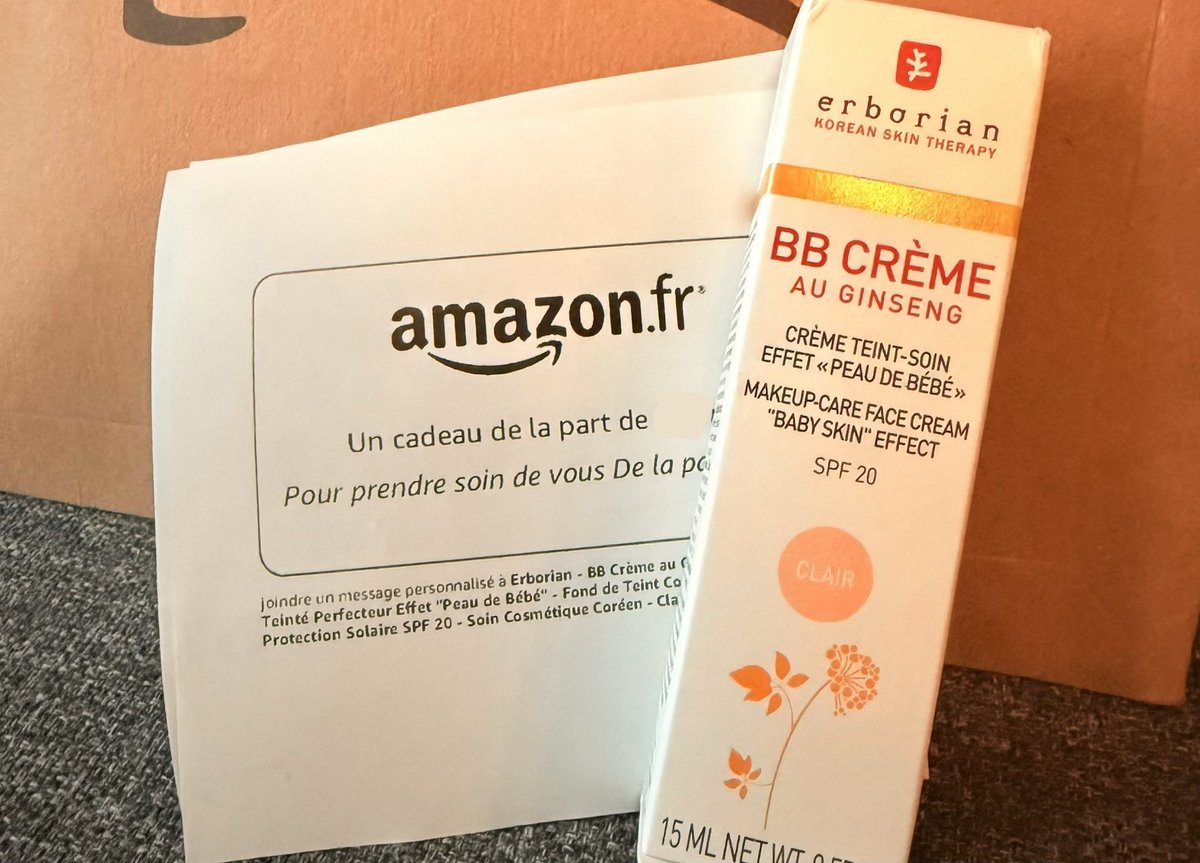 amazon.fr
Un cadeau de la part de
Pour prendre soin de vous De la
joindre un message personnalisé à Erborian - BB Crème au
Teinté Perfecteur Effet "Peau de Bébé" - Fond de Teint
Protection Solaire SPF 20 - Soin Cosmétique Coréen -
erborian
KOREAN SKIN THERAPY
BB CRÈME
AU GINSENG
CRÈME TEINT-SOIN
EFFET «PEAU DE BÉBÉ»
MAKEUP-CARE FACE CREAM
"BABY SKIN" EFFECT
SPF 20
CLAIR
15 ML NET WT.